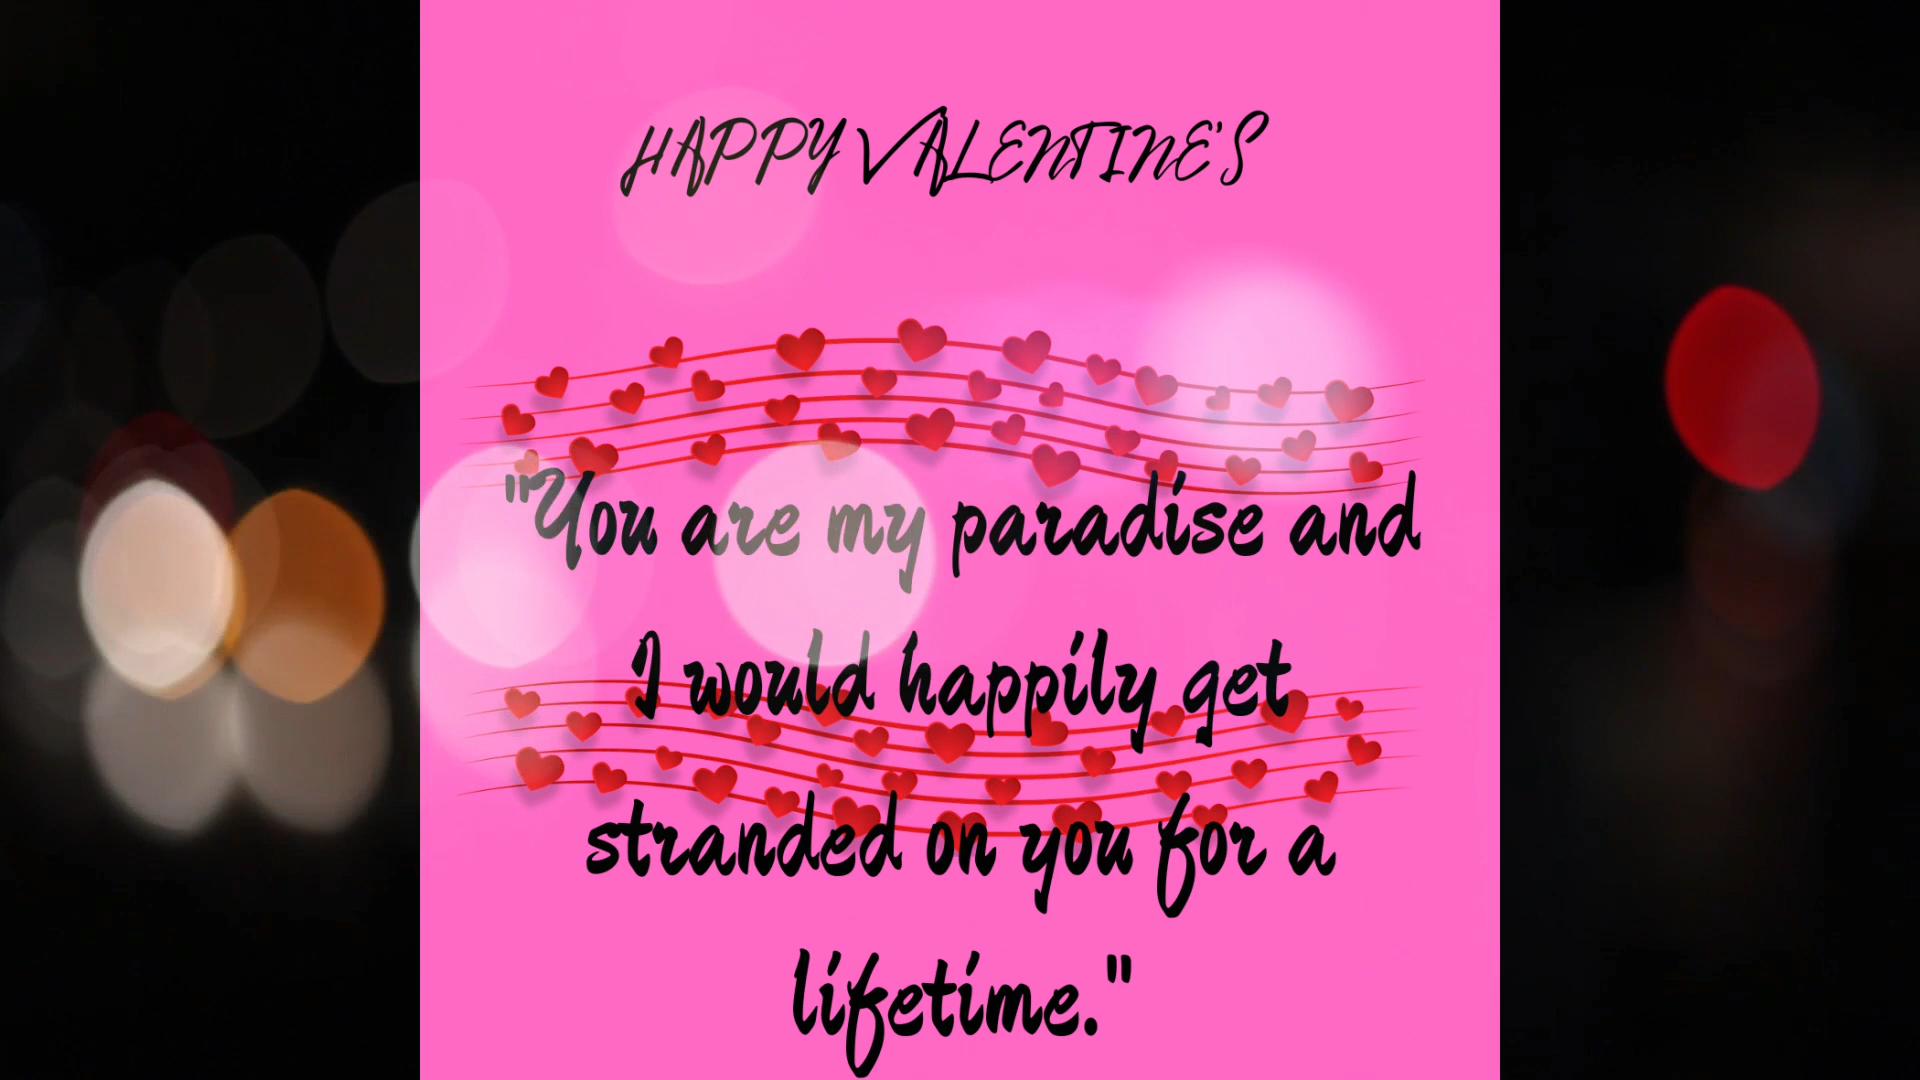 HAPPY VALENTINE'S
"You are my paradise and
I would happily get
stranded on you for a
lifetime."